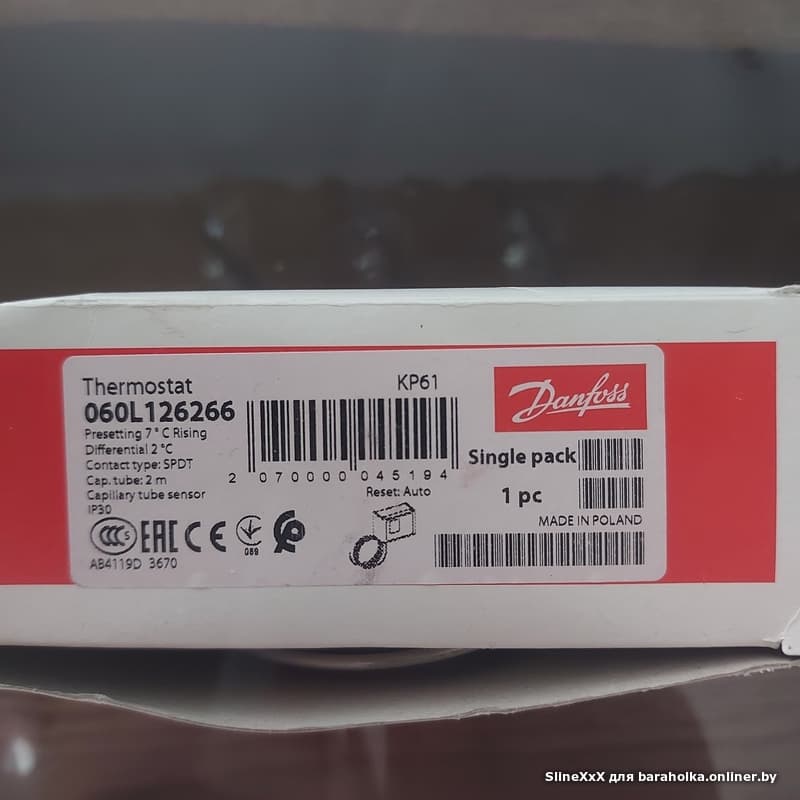 Thermostat
KP61
060L126266
Presetting 7 ° C Rising
Differential 2 °C
Contact type: SPDT
Cap. tube: 2 m
Capillary tube sensor
IP30
2 070000 045194
Reset: Auto
Danfoss
Single pack
1 pc
MADE IN POLAND
CCC S
EAC CE
089
AB4119D 3670
SlineXxX для baraholka.onliner.by